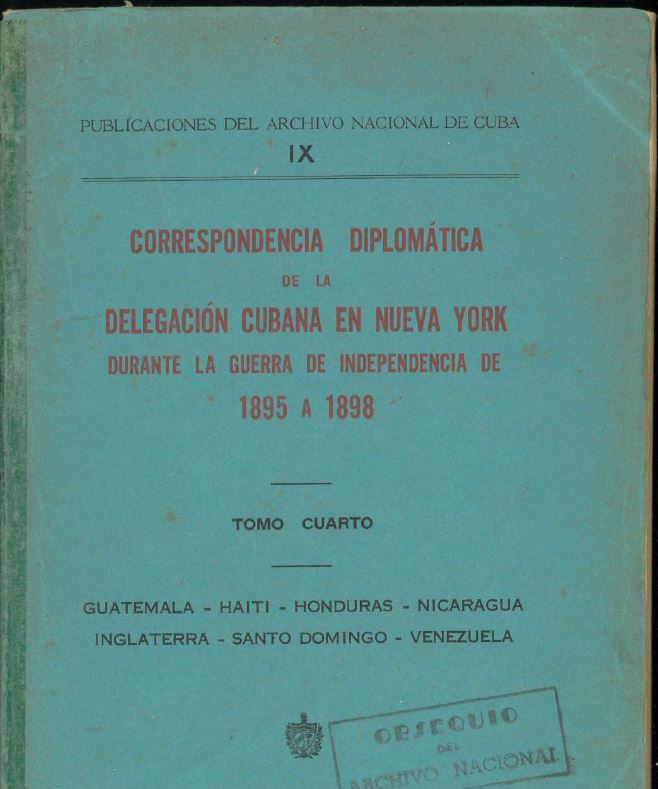 PUBLICACIONES DEL ARCHIVO NACIONAL DE CUBA
IX
CORRESPONDENCIA DIPLOMÁTICA
DE LA
DELEGACIÓN CUBANA EN NUEVA YORK
DURANTE LA GUERRA DE INDEPENDENCIA DE
1895 A 1898
TOMO CUARTO
GUATEMALA - HAITI - HONDURAS - NICARAGUA
INGLATERRA - SANTO DOMINGO - VENEZUELA
OBSEQUIO
DEL
ARCHIVO NACIONAL